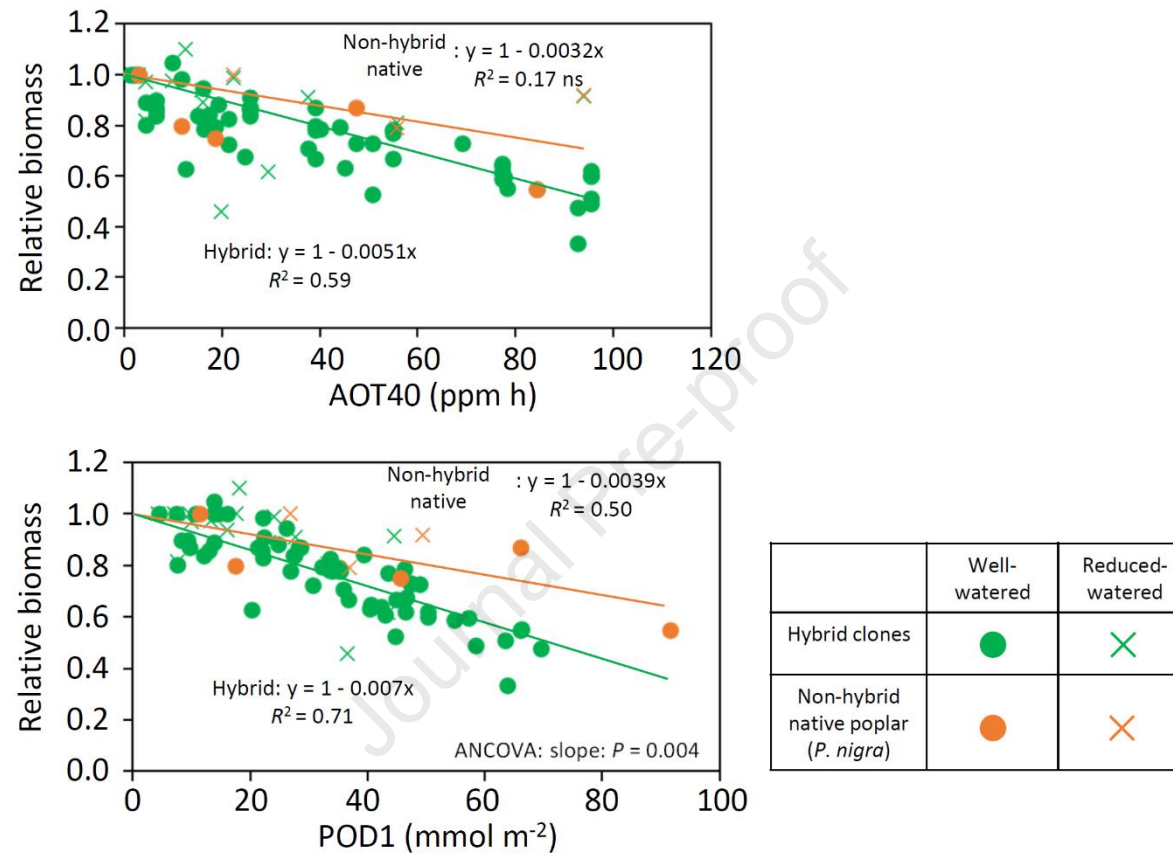 1.2
1.0
0.8
0.6
0.4
0.2
0.0
Relative biomass
Non-hybrid native : y = 1 - 0.0032x
R² = 0.17 ns
Hybrid: y = 1 - 0.0051x
R² = 0.59
0 20 40 60 80 100 120
AOT40 (ppm h)
1.2
1.0
0.8
0.6
0.4
0.2
0.0
Relative biomass
Non-hybrid native : y = 1 - 0.0039x
R² = 0.50
Hybrid: y = 1 - 0.007x
R² = 0.71
ANCOVA: slope: P = 0.004
0 20 40 60 80 100
POD1 (mmol m⁻²)
Well-watered
Reduced-watered
Hybrid clones
Non-hybrid
native poplar
(P. nigra)
Journal Pre-proof